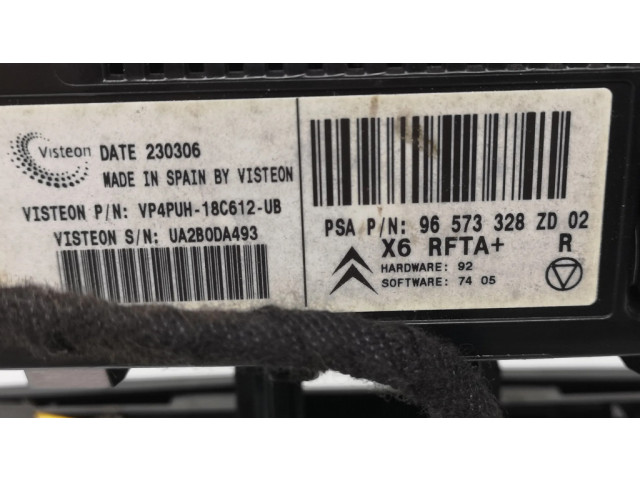 Visteon
DATE 230306
MADE IN SPAIN BY VISTEON
VISTEON P/N: VP4PUH-18C612-UB
VISTEON S/N: UA2B0DA493
PSA P/N: 96 573 328 ZD 02
X6 RFTA+ R
HARDWARE: 92
SOFTWARE: 74 05